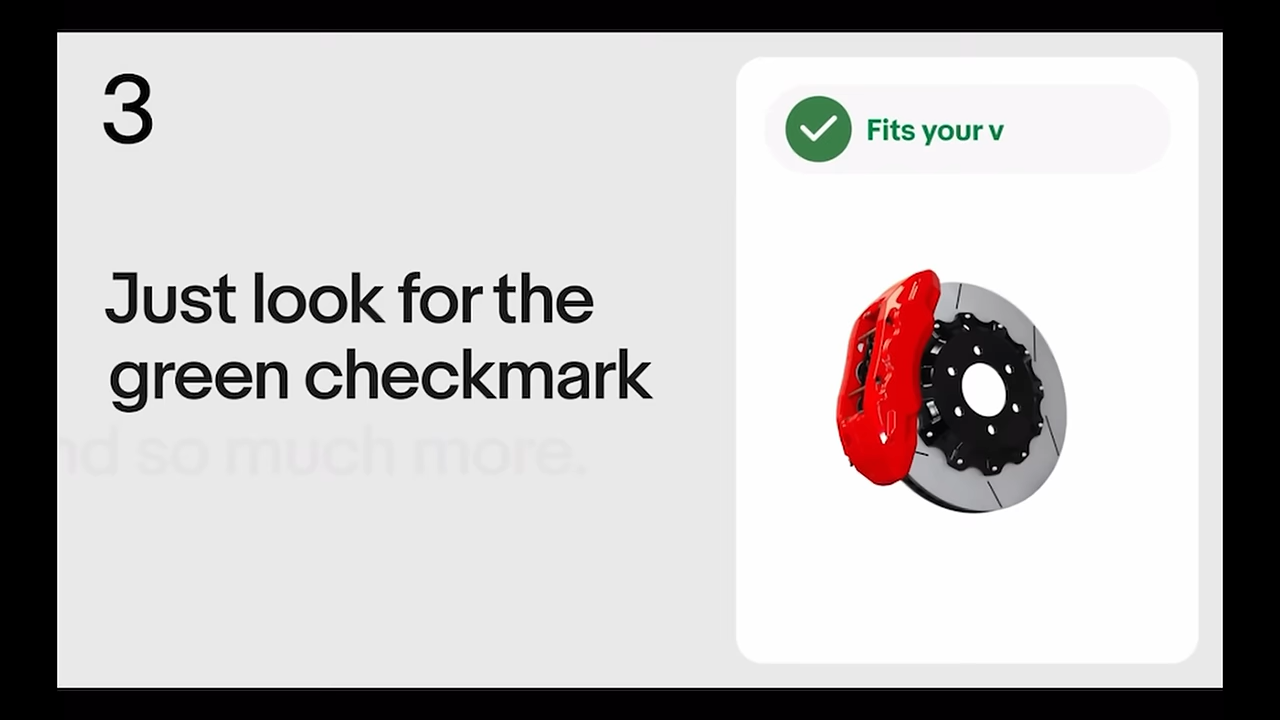 3
Just look for the
green checkmark
nd so much more.
Fits your v